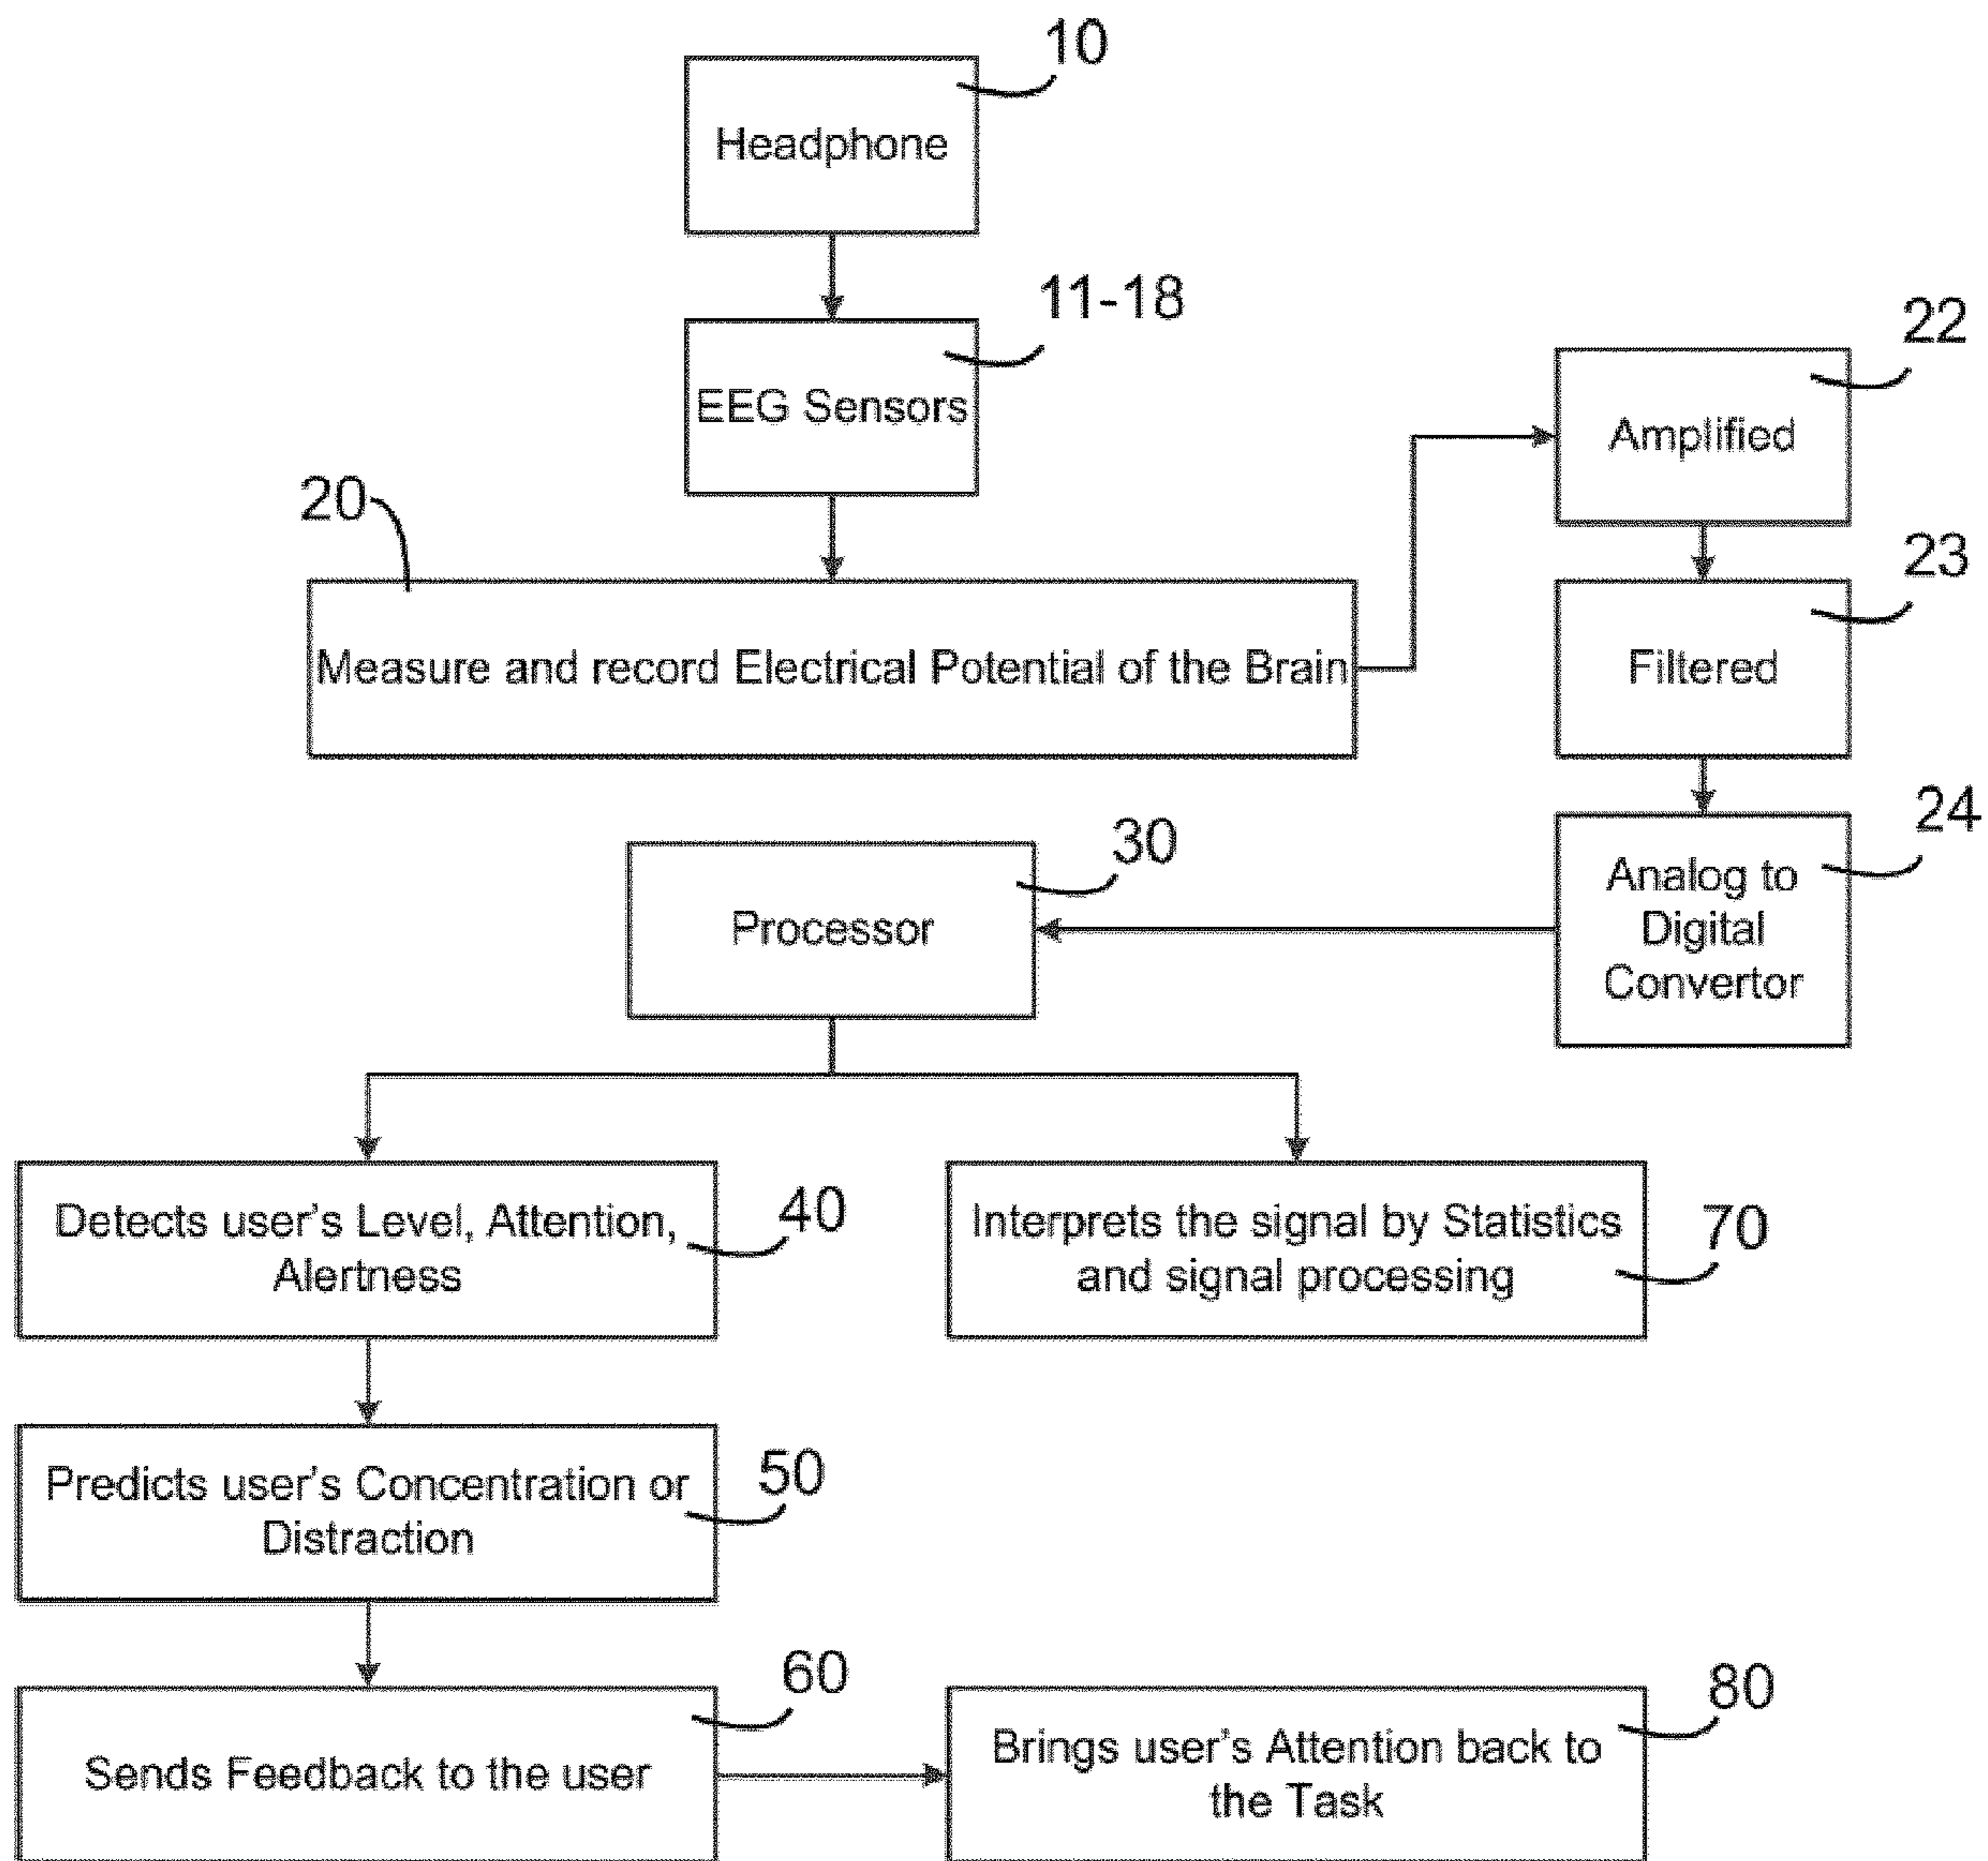 10
Headphone
11-18
EEG Sensors
22
Amplified
20
23
Measure and record Electrical Potential of the Brain
Filtered
24
30
Analog to
Digital
Convertor
Processor
Detects user's Level, Attention,
Alertness
40
Interprets the signal by Statistics
and signal processing
70
Predicts user's Concentration or
Distraction
50
60
Sends Feedback to the user
80
Brings user's Attention back to
the Task